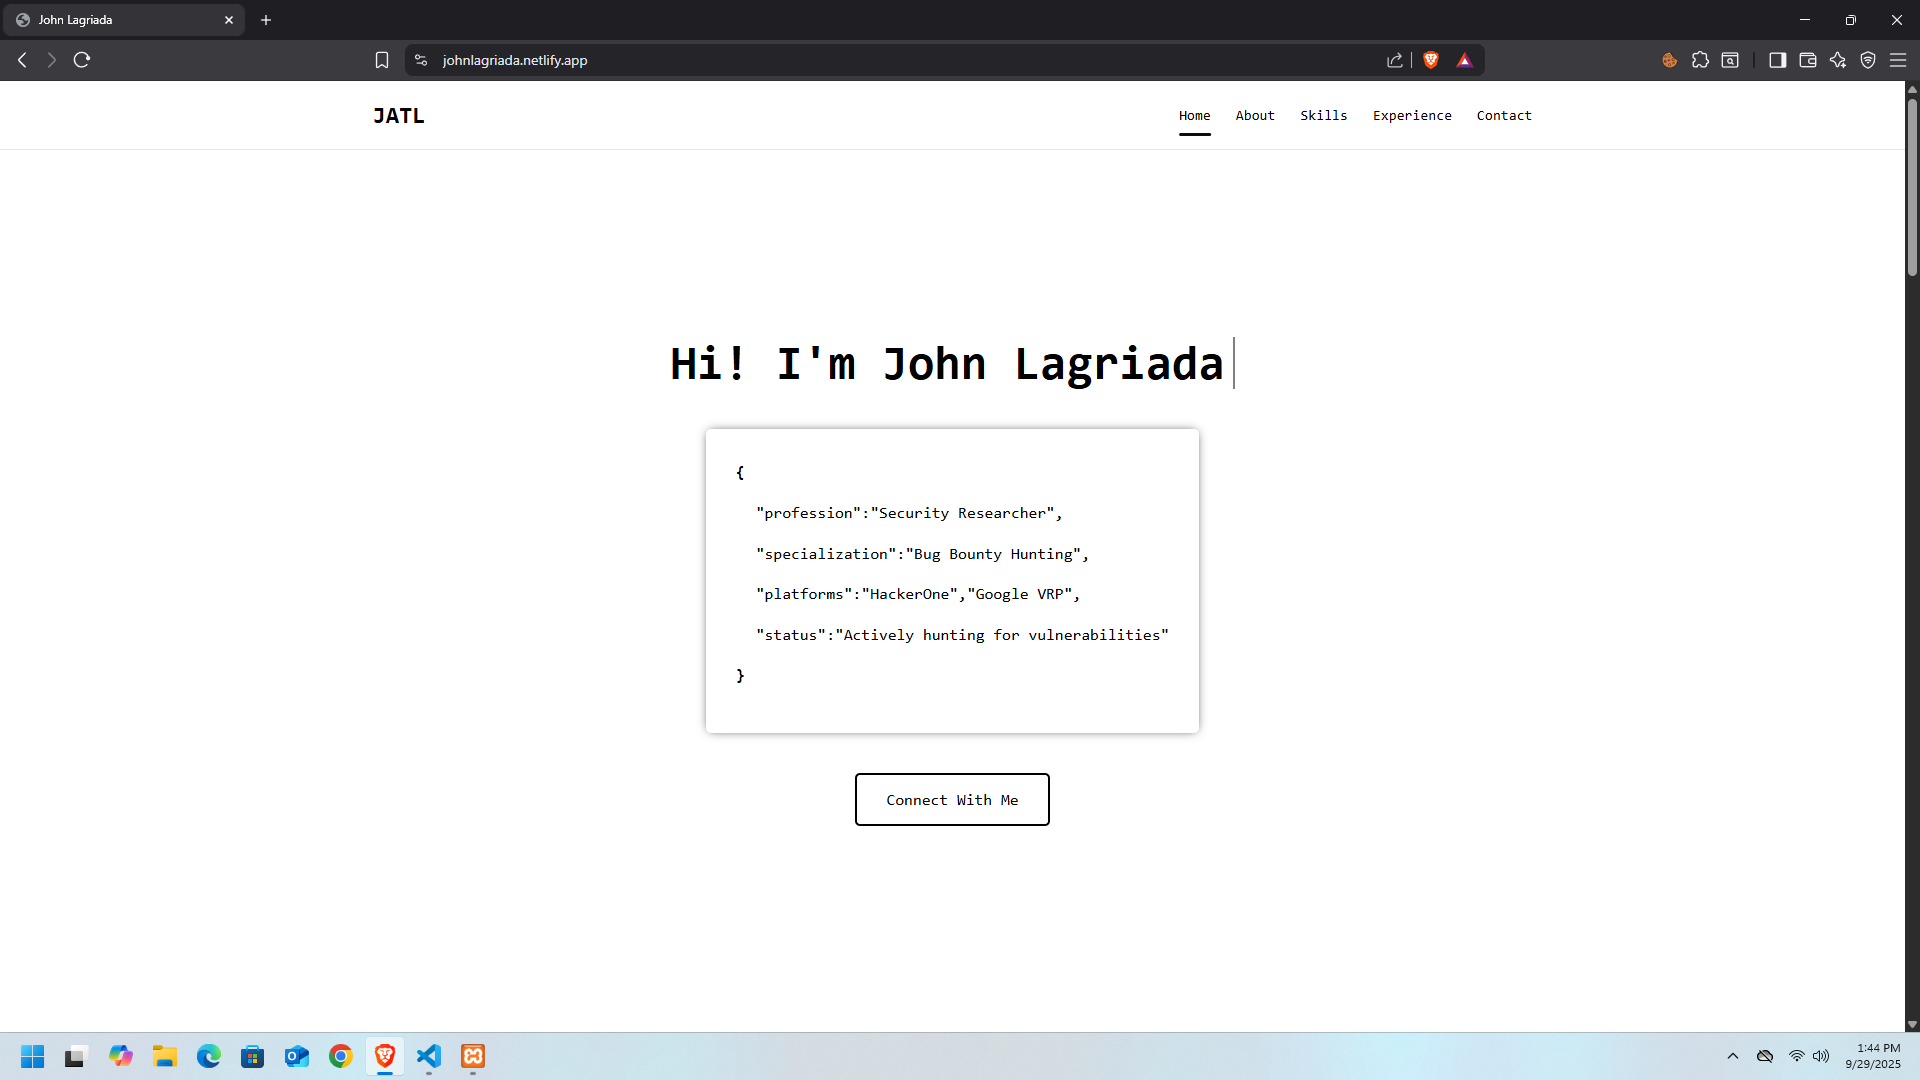 John Lagriada
johnlagriada.netlify.app
JATL
Home About Skills Experience Contact
Hi! I'm John Lagriada
{
"profession":"Security Researcher",
"specialization":"Bug Bounty Hunting",
"platforms":"HackerOne","Google VRP",
"status":"Actively hunting for vulnerabilities"
}
Connect With Me
1:44 PM
9/29/2025